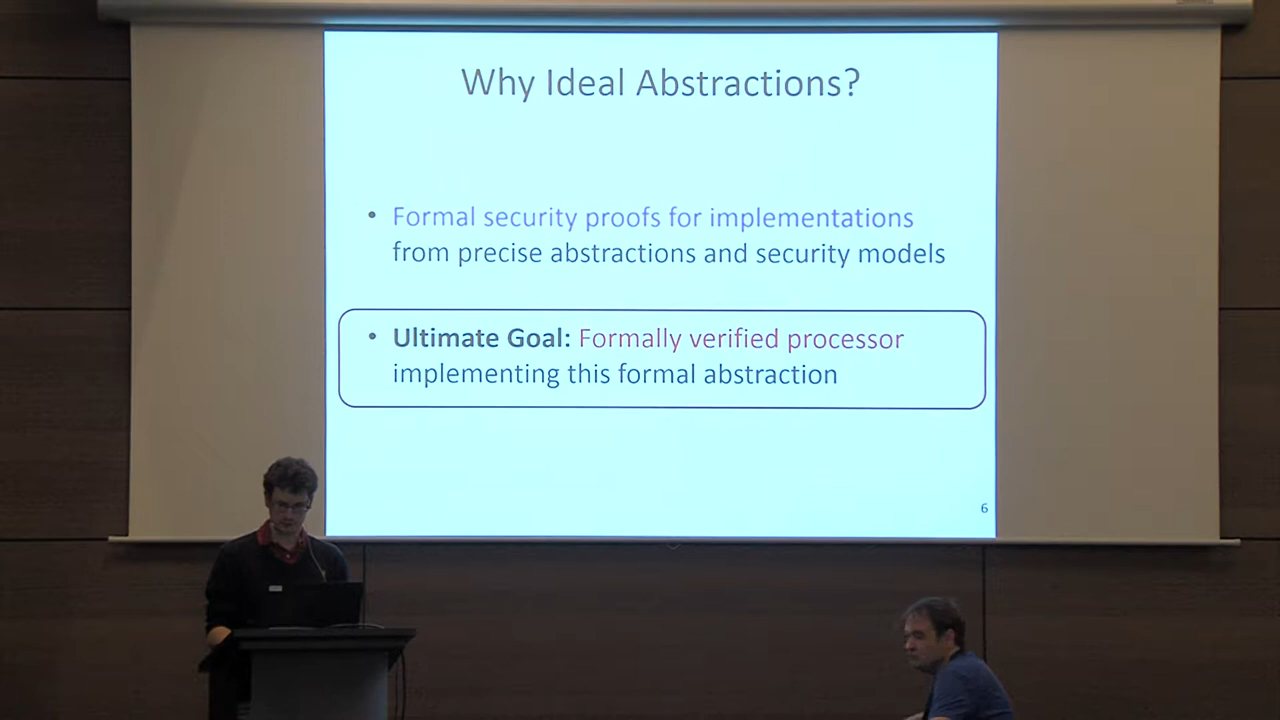 Why Ideal Abstractions?
• Formal security proofs for implementations
from precise abstractions and security models
• Ultimate Goal: Formally verified processor
implementing this formal abstraction
6